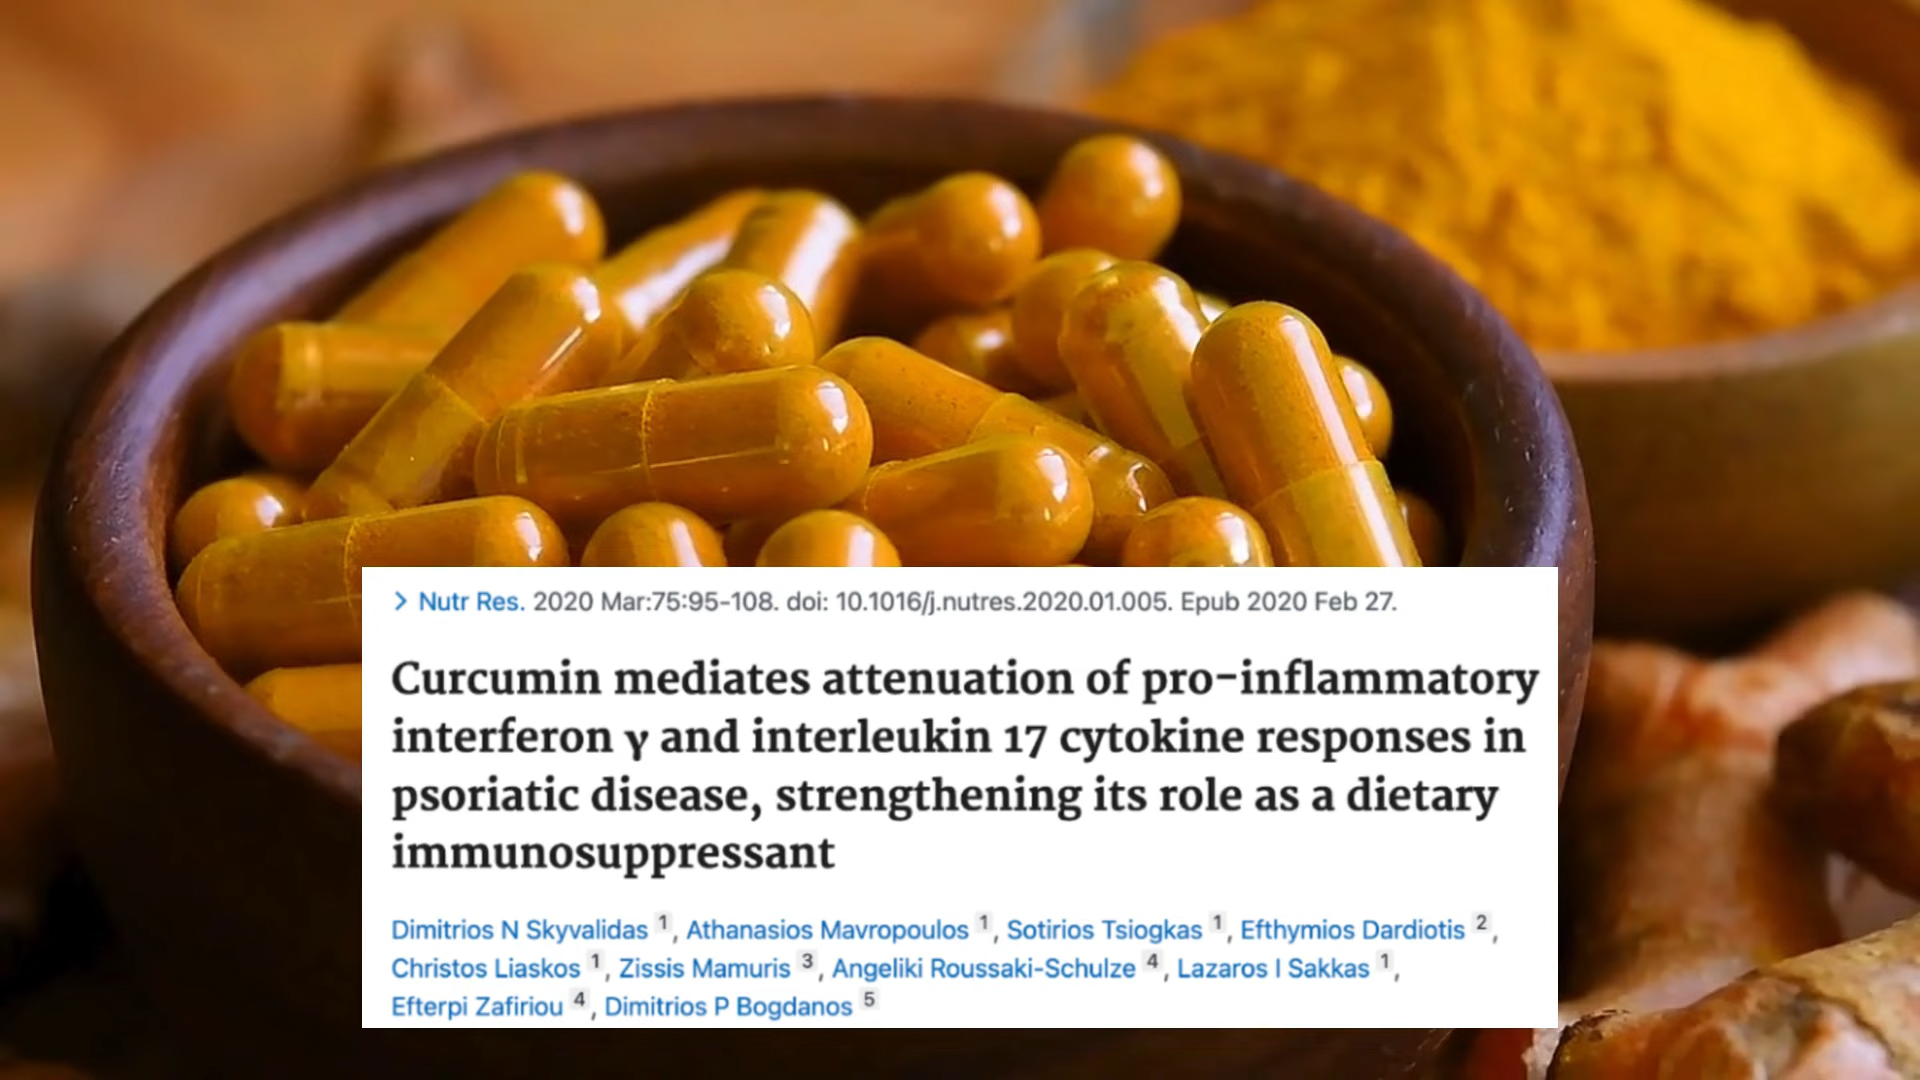 > Nutr Res. 2020 Mar:75:95-108. doi: 10.1016/j.nutres.2020.01.005. Epub 2020 Feb 27.
Curcumin mediates attenuation of pro-inflammatory
interferon γ and interleukin 17 cytokine responses in
psoriatic disease, strengthening its role as a dietary
immunosuppressant
Dimitrios N Skyvalidas 1, Athanasios Mavropoulos 1, Sotirios Tsiogkas 1, Efthymios Dardiotis 2,
Christos Liaskos 1, Zissis Mamuris 3, Angeliki Roussaki-Schulze 4, Lazaros I Sakkas 1,
Efterpi Zafiriou 4, Dimitrios P Bogdanos 5